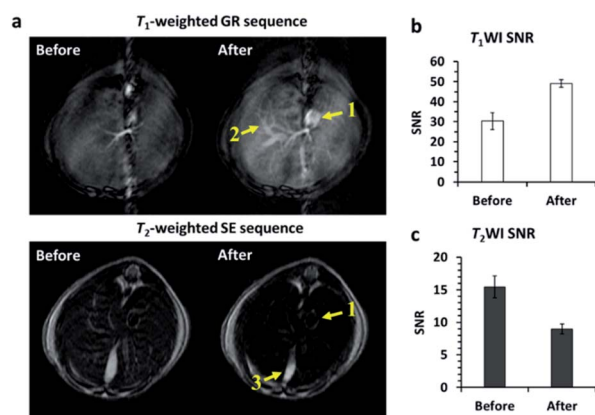 a
T1-weighted GR sequence
Before
After
1
2
T2-weighted SE sequence
Before
After
1
3
b
T1WI SNR
SNR
60
50
40
30
20
10
0
Before
After
c
T2WI SNR
SNR
20
15
10
5
0
Before
After